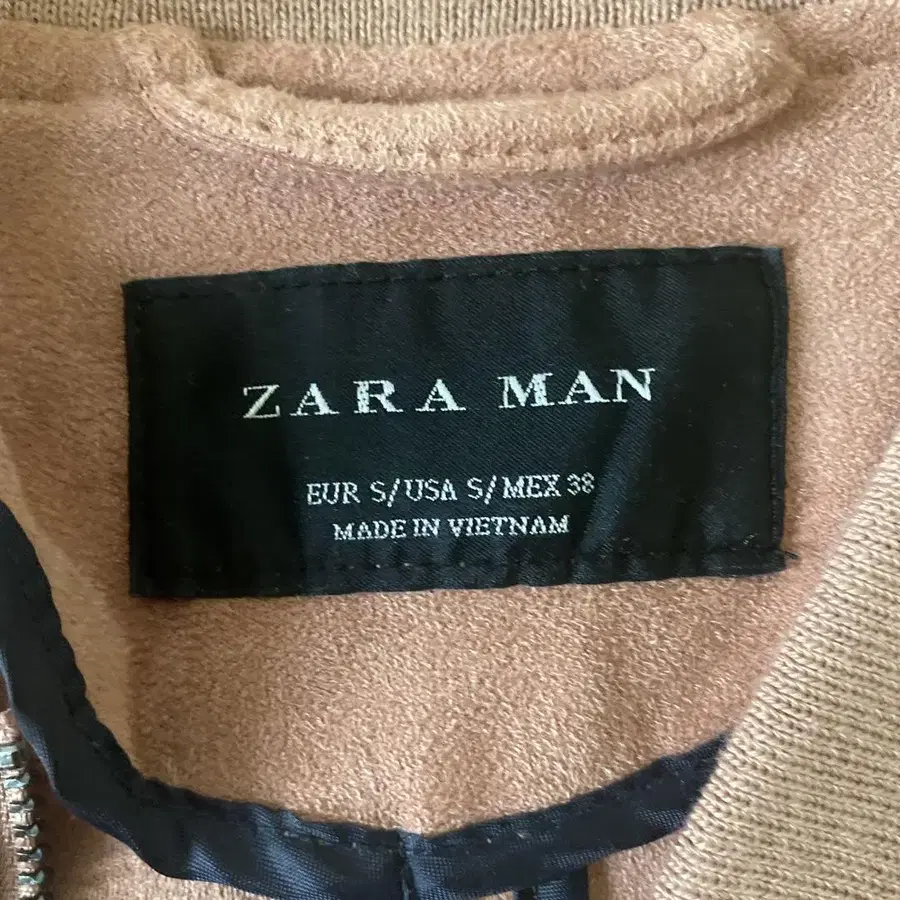 ZARA MAN
EUR S/USA S/MEX 38
MADE IN VIETNAM